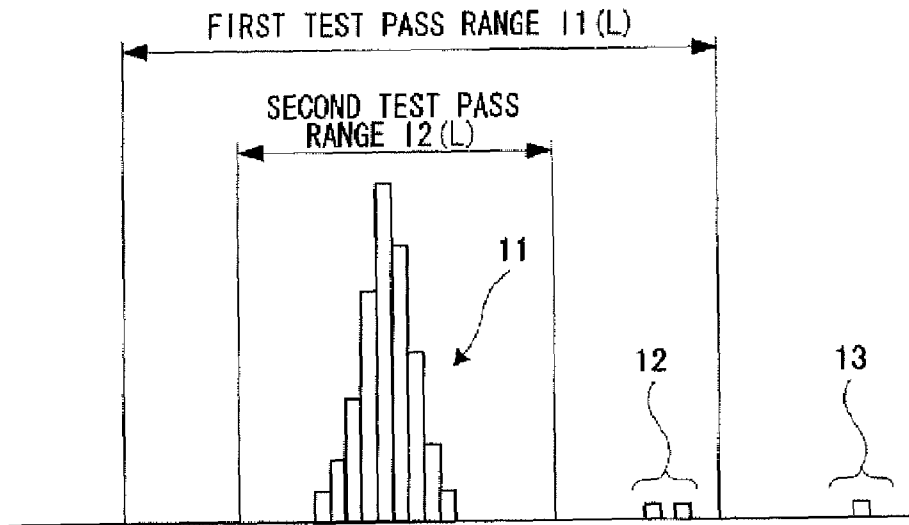 FIRST TEST PASS RANGE I1(L)
SECOND TEST PASS
RANGE I2(L)
11
12
13